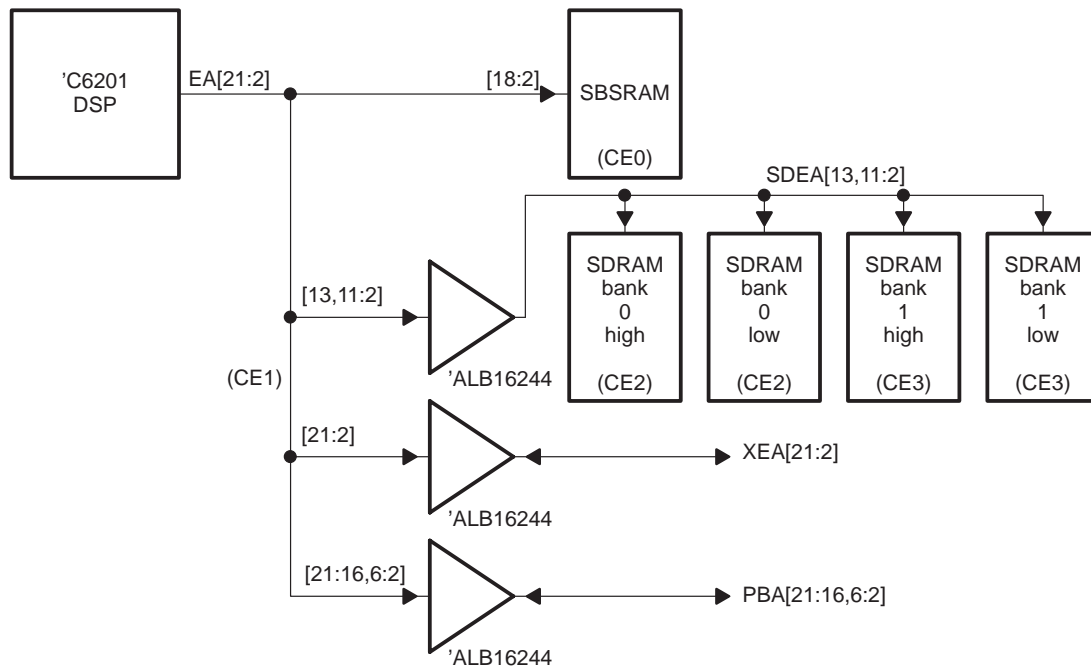 ’C6201
DSP
EA[21:2]
[18:2]
SBSRAM
(CE0)
SDEA[13,11:2]
SDRAM
bank
0
high
(CE2)
SDRAM
bank
0
low
(CE2)
SDRAM
bank
1
high
(CE3)
SDRAM
bank
1
low
(CE3)
[13,11:2]
’ALB16244
(CE1)
[21:2]
XEA[21:2]
’ALB16244
[21:16,6:2]
PBA[21:16,6:2]
’ALB16244